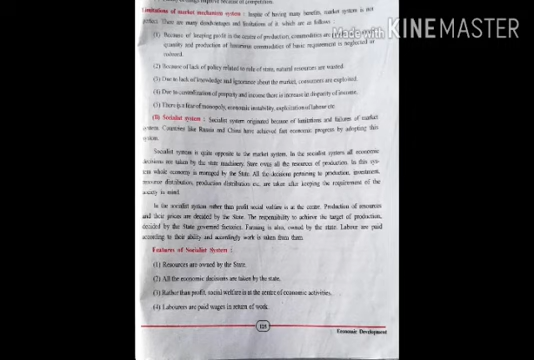 Made with KINEMASTER
Limitations of market mechanism system : Inspite of having many benefits, market system is not
perfect. There are many disadvantages and limitations of it which are as follows :
(1) Because of keeping profit in the centre of production, commodities are
quantity and production of luxurious commodities of basic requirement is neglected or
reduced.
(2) Because of lack of policy related to role of state, natural resources are wasted.
(3) Due to lack of knowledge and ignorance about the market, consumers are exploited.
(4) Due to centralization of property and income there is increase in disparity of income.
(5) There is a fear of monopoly, economic instability, exploitation of labour etc.
(B) Socialist system : Socialist system originated because of limitations and failures of market
system. Countries like Russia and China have achieved fast economic progress by adopting this
system.
Socialist system is quite opposite to the market system. In the socialist system all economic
decisions are taken by the state machinery. State owns all the resources of production. In this sys-
tem whole economy is managed by the State. All the decisions pertaining to production, investment,
distribution, production distribution etc. are taken after keeping the requirement of the
society in mind.
In the socialist system rather than profit social welfare is at the center. Production of resources
and their prices are decided by the State. The responsibility to achieve the target of production,
decided by the State governed factories. Farming is also, owned by the state. Labour are paid
according to their ability and accordingly work is taken from them.
Features of Socialist System :
(1) Resources are owned by the State.
(2) All the economic decisions are taken by the state.
(3) Rather than profit, social welfare is at the centre of economic activities.
(4) Labourers are paid wages in return of work.
Economic Development